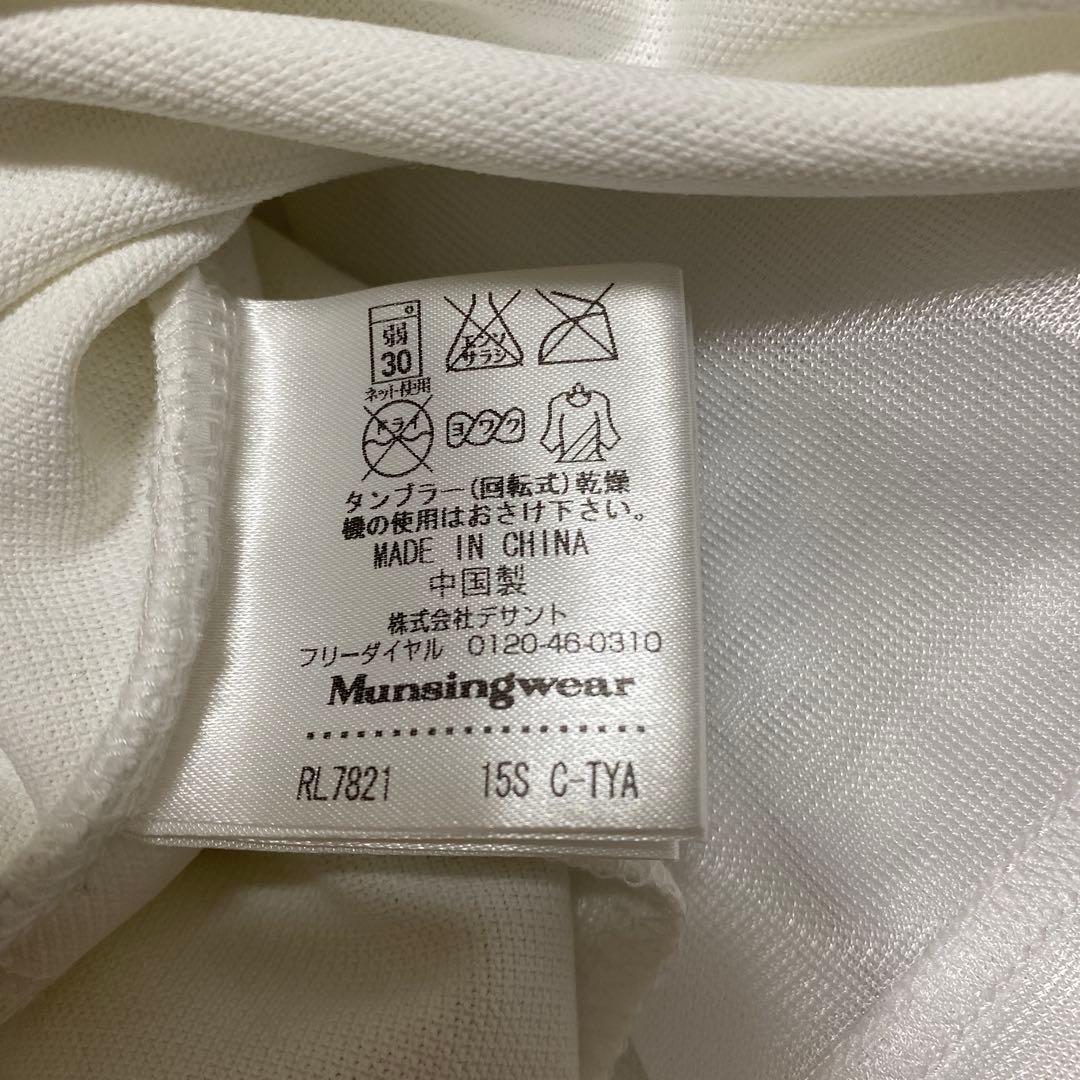 弱
30
ネット使用
エンソ
サラシ
ドライ
ヨワク
タンブラー(回転式)乾燥
機の使用はおさけ下さい。
MADE IN CHINA
中国製
株式会社デサント
フリーダイヤル 0120-46-0310
Munsingwear
RL7821 15S C-TYA